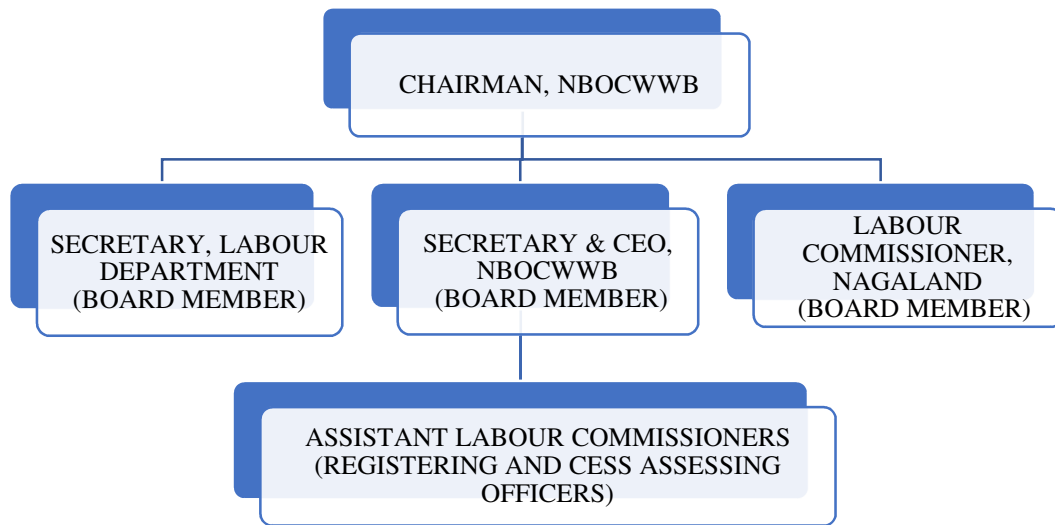 CHAIRMAN, NBOCWWB
SECRETARY, LABOUR
DEPARTMENT
(BOARD MEMBER)
SECRETARY & CEO,
NBOCWWB
(BOARD MEMBER)
LABOUR
COMMISSIONER,
NAGALAND
(BOARD MEMBER)
ASSISTANT LABOUR COMMISSIONERS
(REGISTERING AND CESS ASSESSING
OFFICERS)